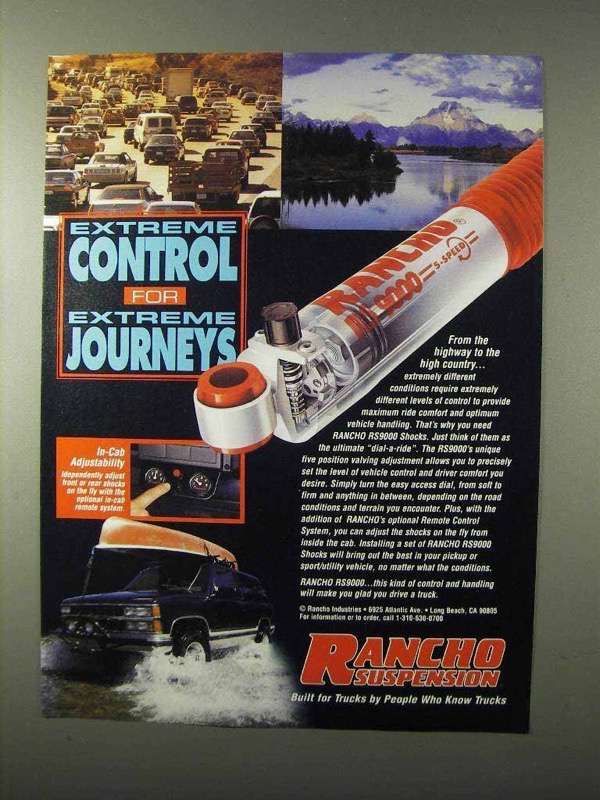 EXTREME
CONTROL
FOR
EXTREME
JOURNEYS
RANCHO
RS 9000
5-SPEED
From the
highway to the
high country...
extremely different
conditions require extremely
different levels of control to provide
maximum ride comfort and optimum
vehicle handling. That's why you need
RANCHO RS9000 Shocks. Just think of them as
the ultimate "dial-a-ride". The RS9000's unique
five position valving adjustment allows you to precisely
set the level of vehicle control and driver comfort you
desire. Simply turn the easy access dial, from soft to
firm and anything in between, depending on the road
conditions and terrain you encounter. Plus, with the
addition of RANCHO's optional Remote Control
System, you can adjust the shocks on the fly from
inside the cab. Installing a set of RANCHO RS9000
Shocks will bring out the best in your pickup or
sport/utility vehicle, no matter what the conditions.
RANCHO RS9000...this kind of control and handling
will make you glad you drive a truck.
© Rancho Industries • 6925 Atlantic Ave. • Long Beach, CA 90805
For information or to order, call 1-310-630-0700
In-Cab
Adjustability
Idependently adjust
front or rear shocks
on the fly with the
optional in-cab
remote system
RANCHO
SUSPENSION
Built for Trucks by People Who Know Trucks